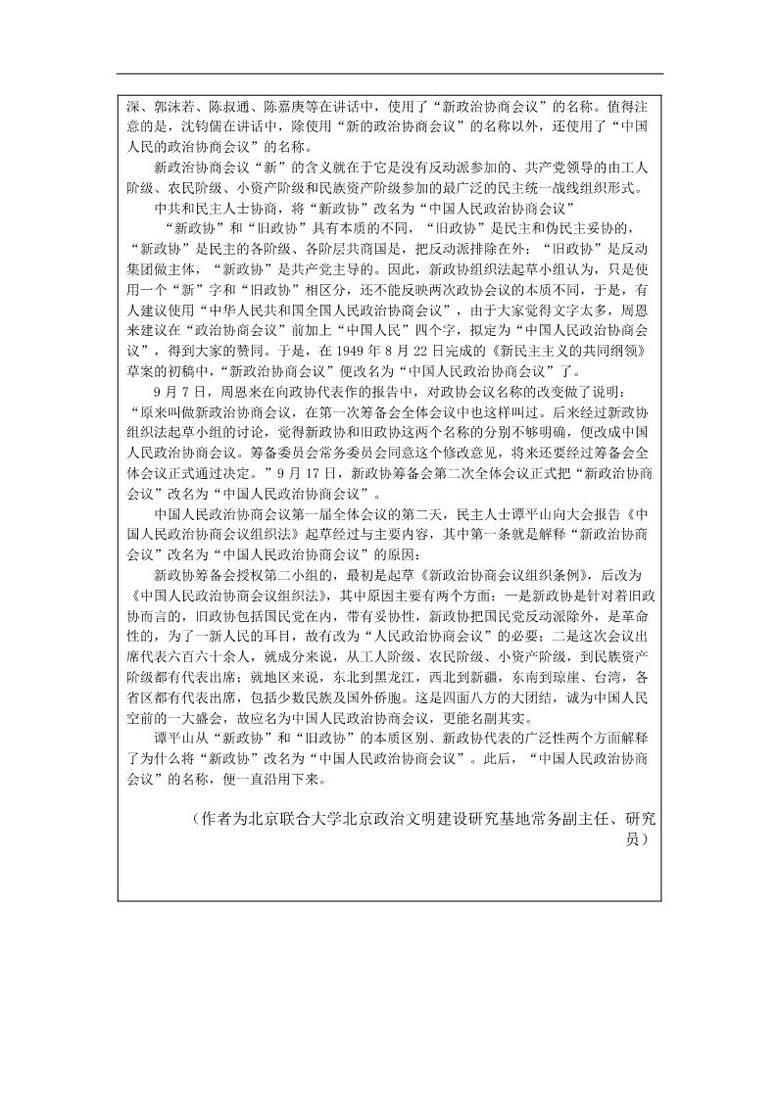 深、郭沫若、陈叔通、陈嘉庚等在讲话中，使用了“新政治协商会议”的名称。值得注
意的是，沈钧儒在讲话中，除使用“新的政治协商会议”的名称以外，还使用了“中国
人民的政治协商会议”的名称。
新政治协商会议“新”的含义就在于它是没有反动派参加的、共产党领导的由工人
阶级、农民阶级、小资产阶级和民族资产阶级参加的最广泛的民主统一战线组织形式。
中共和民主人士协商，将“新政协”改名为“中国人民政治协商会议”
“新政协”和“旧政协”具有本质的不同，“旧政协”是民主和伪民主妥协的，
“新政协”是民主的各阶级、各阶层共商国是，把反动派排除在外；“旧政协”是反动
集团做主体，“新政协”是共产党主导的。因此，新政协组织法起草小组认为，只是使
用一个“新”字和“旧政协”相区分，还不能反映两次政协会议的本质不同，于是，有
人建议使用“中华人民共和国全国人民政治协商会议”，由于大家觉得文字太多，周恩
来建议在“政治协商会议”前加上“中国人民”四个字，拟定为“中国人民政治协商会
议”，得到大家的赞同。于是，在 1949 年 8 月 22 日完成的《新民主主义的共同纲领》
草案的初稿中，“新政治协商会议”便改名为“中国人民政治协商会议”了。
9 月 7 日，周恩来在向政协代表作的报告中，对政协会议名称的改变做了说明：
“原来叫做新政治协商会议，在第一次筹备会全体会议中也这样叫过。后来经过新政协
组织法起草小组的讨论，觉得新政协和旧政协这两个名称的分别不够明确，便改成中国
人民政治协商会议。筹备委员会常务委员会同意这个修改意见，将来还要经过筹备会全
体会议正式通过决定。”9 月 17 日，新政协筹备会第二次全体会议正式把“新政治协商
会议”改名为“中国人民政治协商会议”。
中国人民政治协商会议第一届全体会议的第二天，民主人士谭平山向大会报告《中
国人民政治协商会议组织法》起草经过与主要内容，其中第一条就是解释“新政治协商
会议”改名为“中国人民政治协商会议”的原因：
新政协筹备会授权第二小组的，最初是起草《新政治协商会议组织条例》，后改为
《中国人民政治协商会议组织法》，其中原因主要有两个方面：一是新政协是针对着旧政
协而言的，旧政协包括国民党在内，带有妥协性，新政协把国民党反动派除外，是革命
性的，为了一新人民的耳目，故有改为“人民政治协商会议”的必要；二是这次会议出
席代表六百六十余人，就成分来说，从工人阶级、农民阶级、小资产阶级，到民族资产
阶级都有代表出席；就地区来说，东北到黑龙江，西北到新疆，东南到琼崖、台湾，各
省区都有代表出席，包括少数民族及国外侨胞。这是四面八方的大团结，诚为中国人民
空前的一大盛会，故应名为中国人民政治协商会议，更能名副其实。
谭平山从“新政协”和“旧政协”的本质区别、新政协代表的广泛性两个方面解释
了为什么将“新政协”改名为“中国人民政治协商会议”。此后，“中国人民政治协商
会议”的名称，便一直沿用下来。
（作者为北京联合大学北京政治文明建设研究基地常务副主任、研究
员）